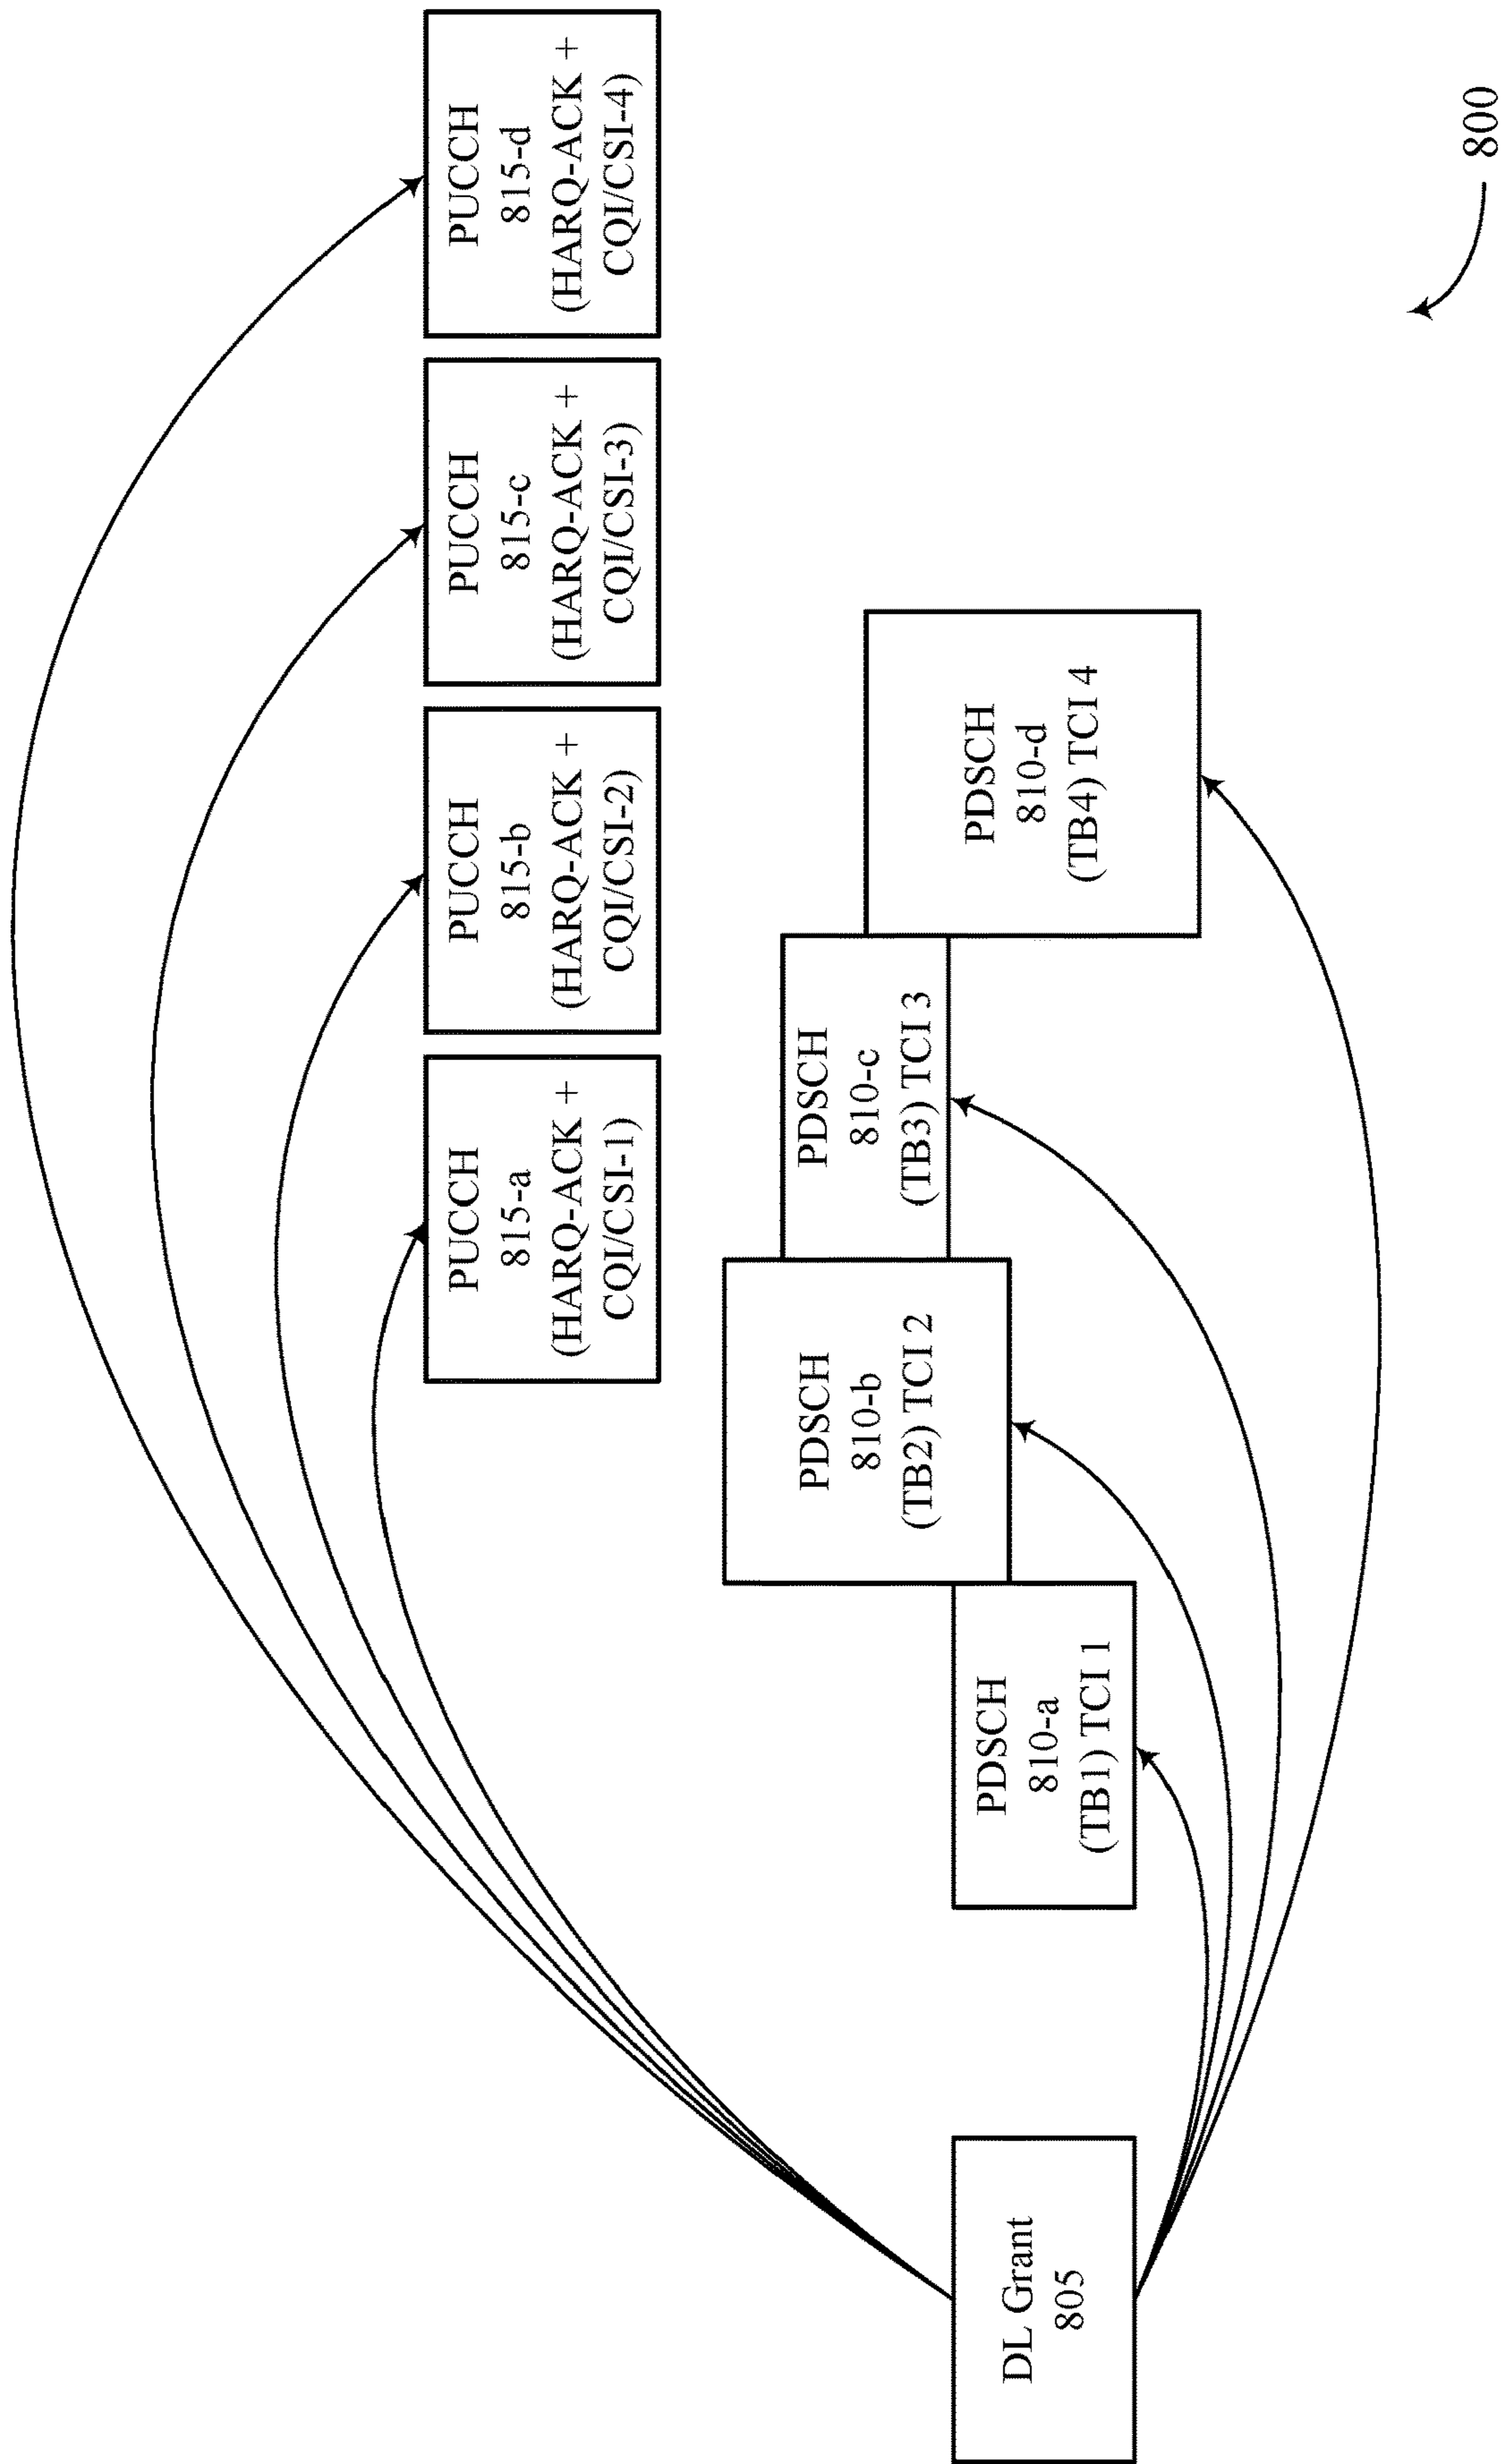 PUCCH
815-a
(HARQ-ACK +
CQI/CSI-1)
PUCCH
815-b
(HARQ-ACK +
CQI/CSI-2)
PUCCH
815-c
(HARQ-ACK +
CQI/CSI-3)
PUCCH
815-d
(HARQ-ACK +
CQI/CSI-4)
DL Grant
805
PDSCH
810-a
(TB1) TCI 1
PDSCH
810-b
(TB2) TCI 2
PDSCH
810-c
(TB3) TCI 3
PDSCH
810-d
(TB4) TCI 4
800